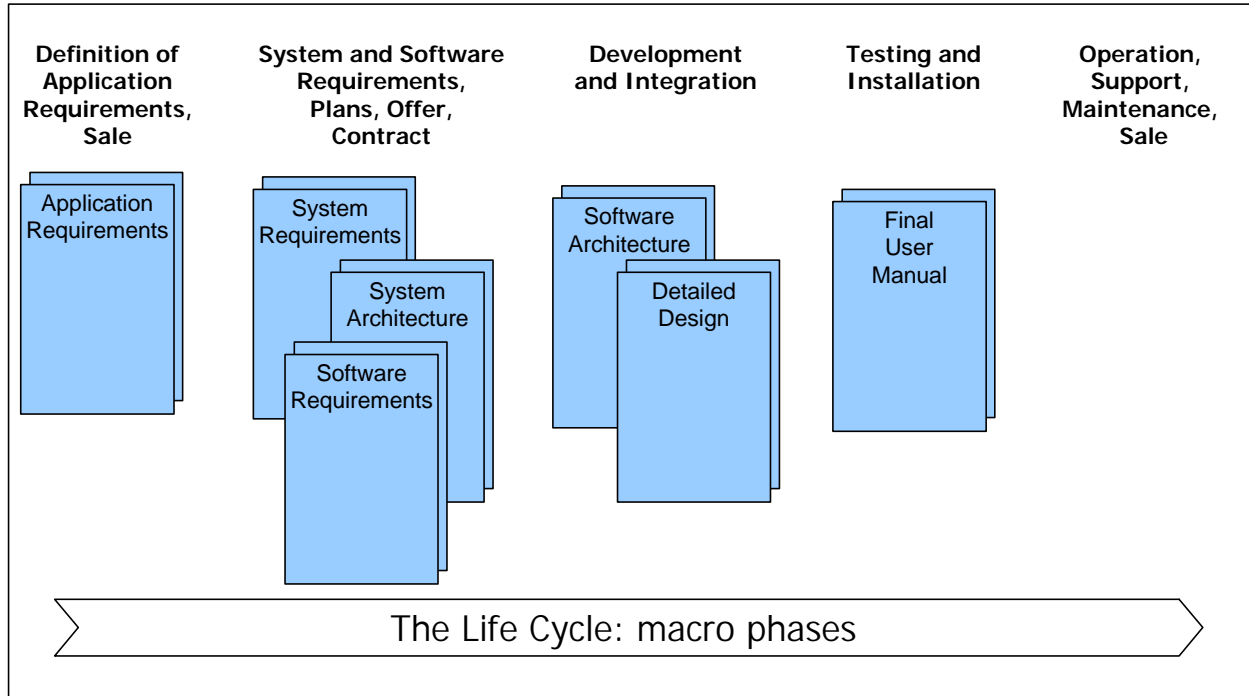 Definition of
Application
Requirements,
Sale
System and Software
Requirements,
Plans, Offer,
Contract
Development
and Integration
Testing and
Installation
Operation,
Support,
Maintenance,
Sale
Application
Requirements
System
Requirements
System
Architecture
Software
Requirements
Software
Architecture
Detailed
Design
Final
User
Manual
The Life Cycle: macro phases